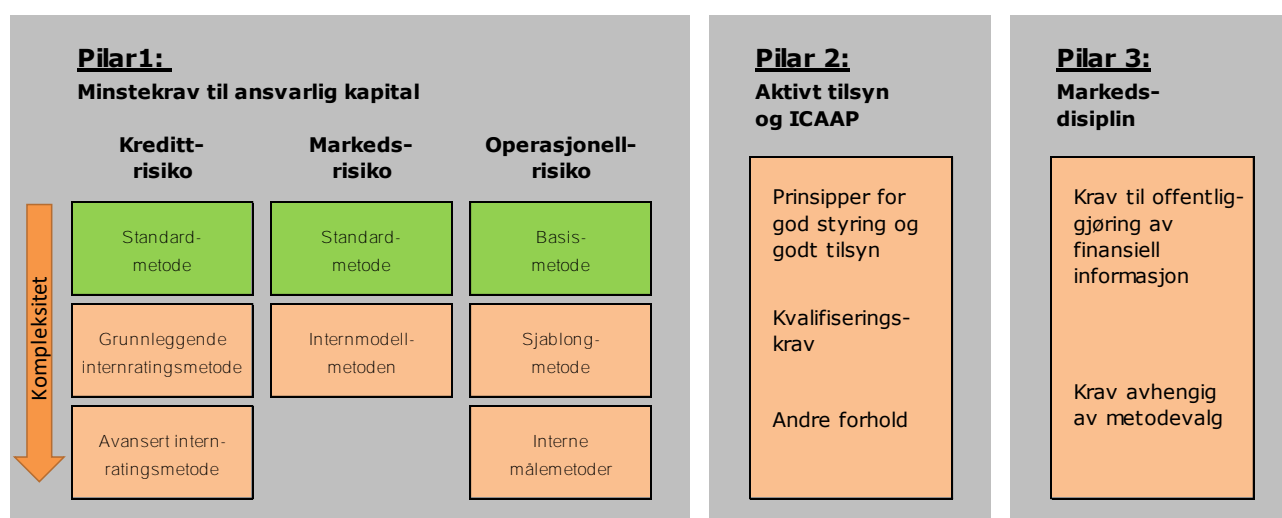 Pilar1:
Minstekrav til ansvarlig kapital
Kreditt-
risiko
Markeds-
risiko
Operasjonell-
risiko
Kompleksitet
Standard-
metode
Standard-
metode
Basis-
metode
Grunnleggende
internratingsmetode
Internmodell-
metoden
Sjablong-
metode
Avansert intern-
ratingsmetode
Interne
målemetoder
Pilar 2:
Aktivt tilsyn
og ICAAP
Prinsipper for
god styring og
godt tilsyn
Kvalifiserings-
krav
Andre forhold
Pilar 3:
Markeds-
disiplin
Krav til offentlig-
gjøring av
finansiell
informasjon
Krav avhengig
av metodevalg